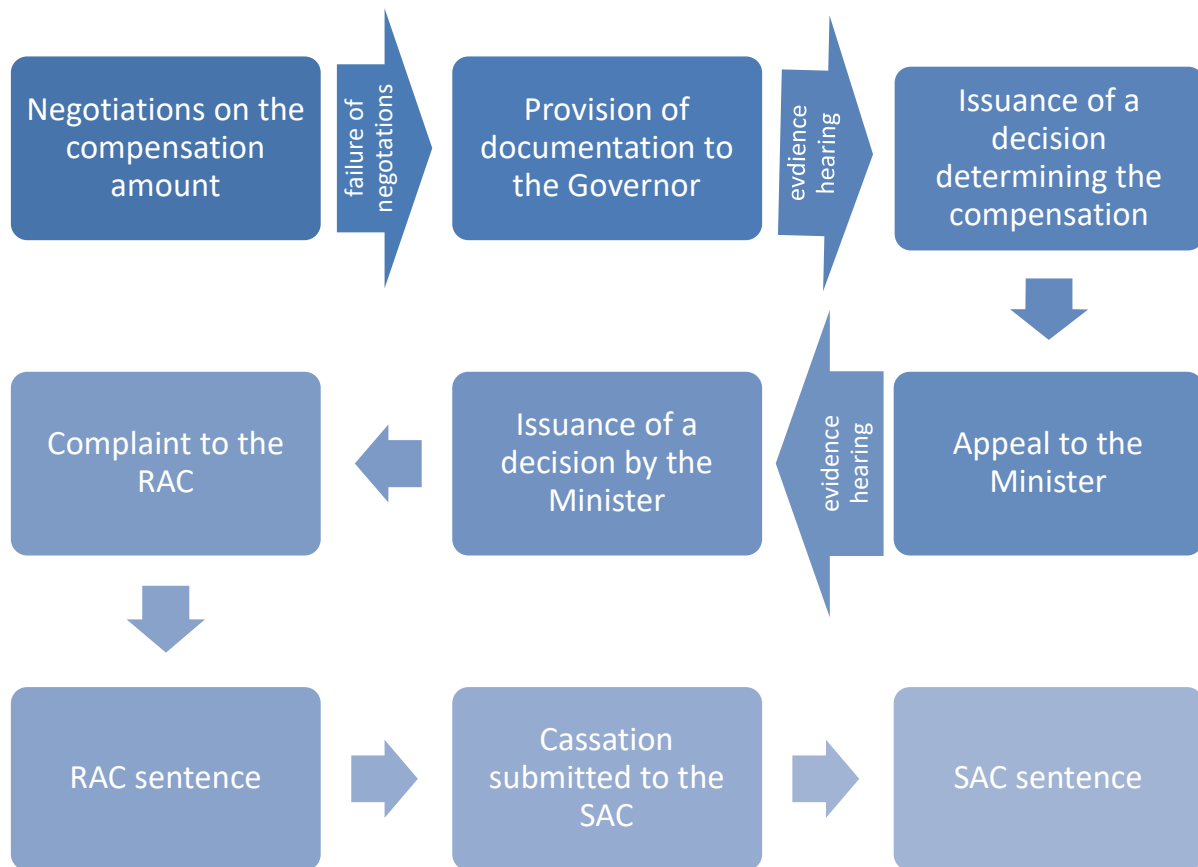 Negotiations on the
compensation
amount
failure of
negotations
Provision of
documentation to
the Governor
evdience
hearing
Issuance of a
decision
determining the
compensation
Appeal to the
Minister
evidence
hearing
Issuance of a
decision by the
Minister
Complaint to the
RAC
RAC sentence
Cassation
submitted to the
SAC
SAC sentence